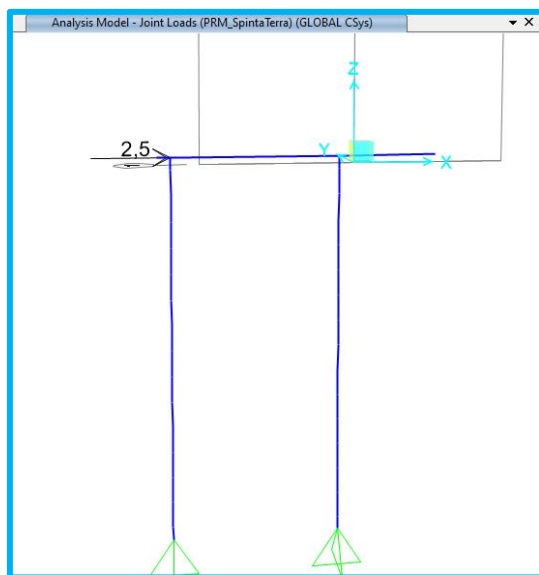 Analysis Model - Joint Loads (PRM_SpintaTerra) (GLOBAL CSys)
Z
2,5
Y
X